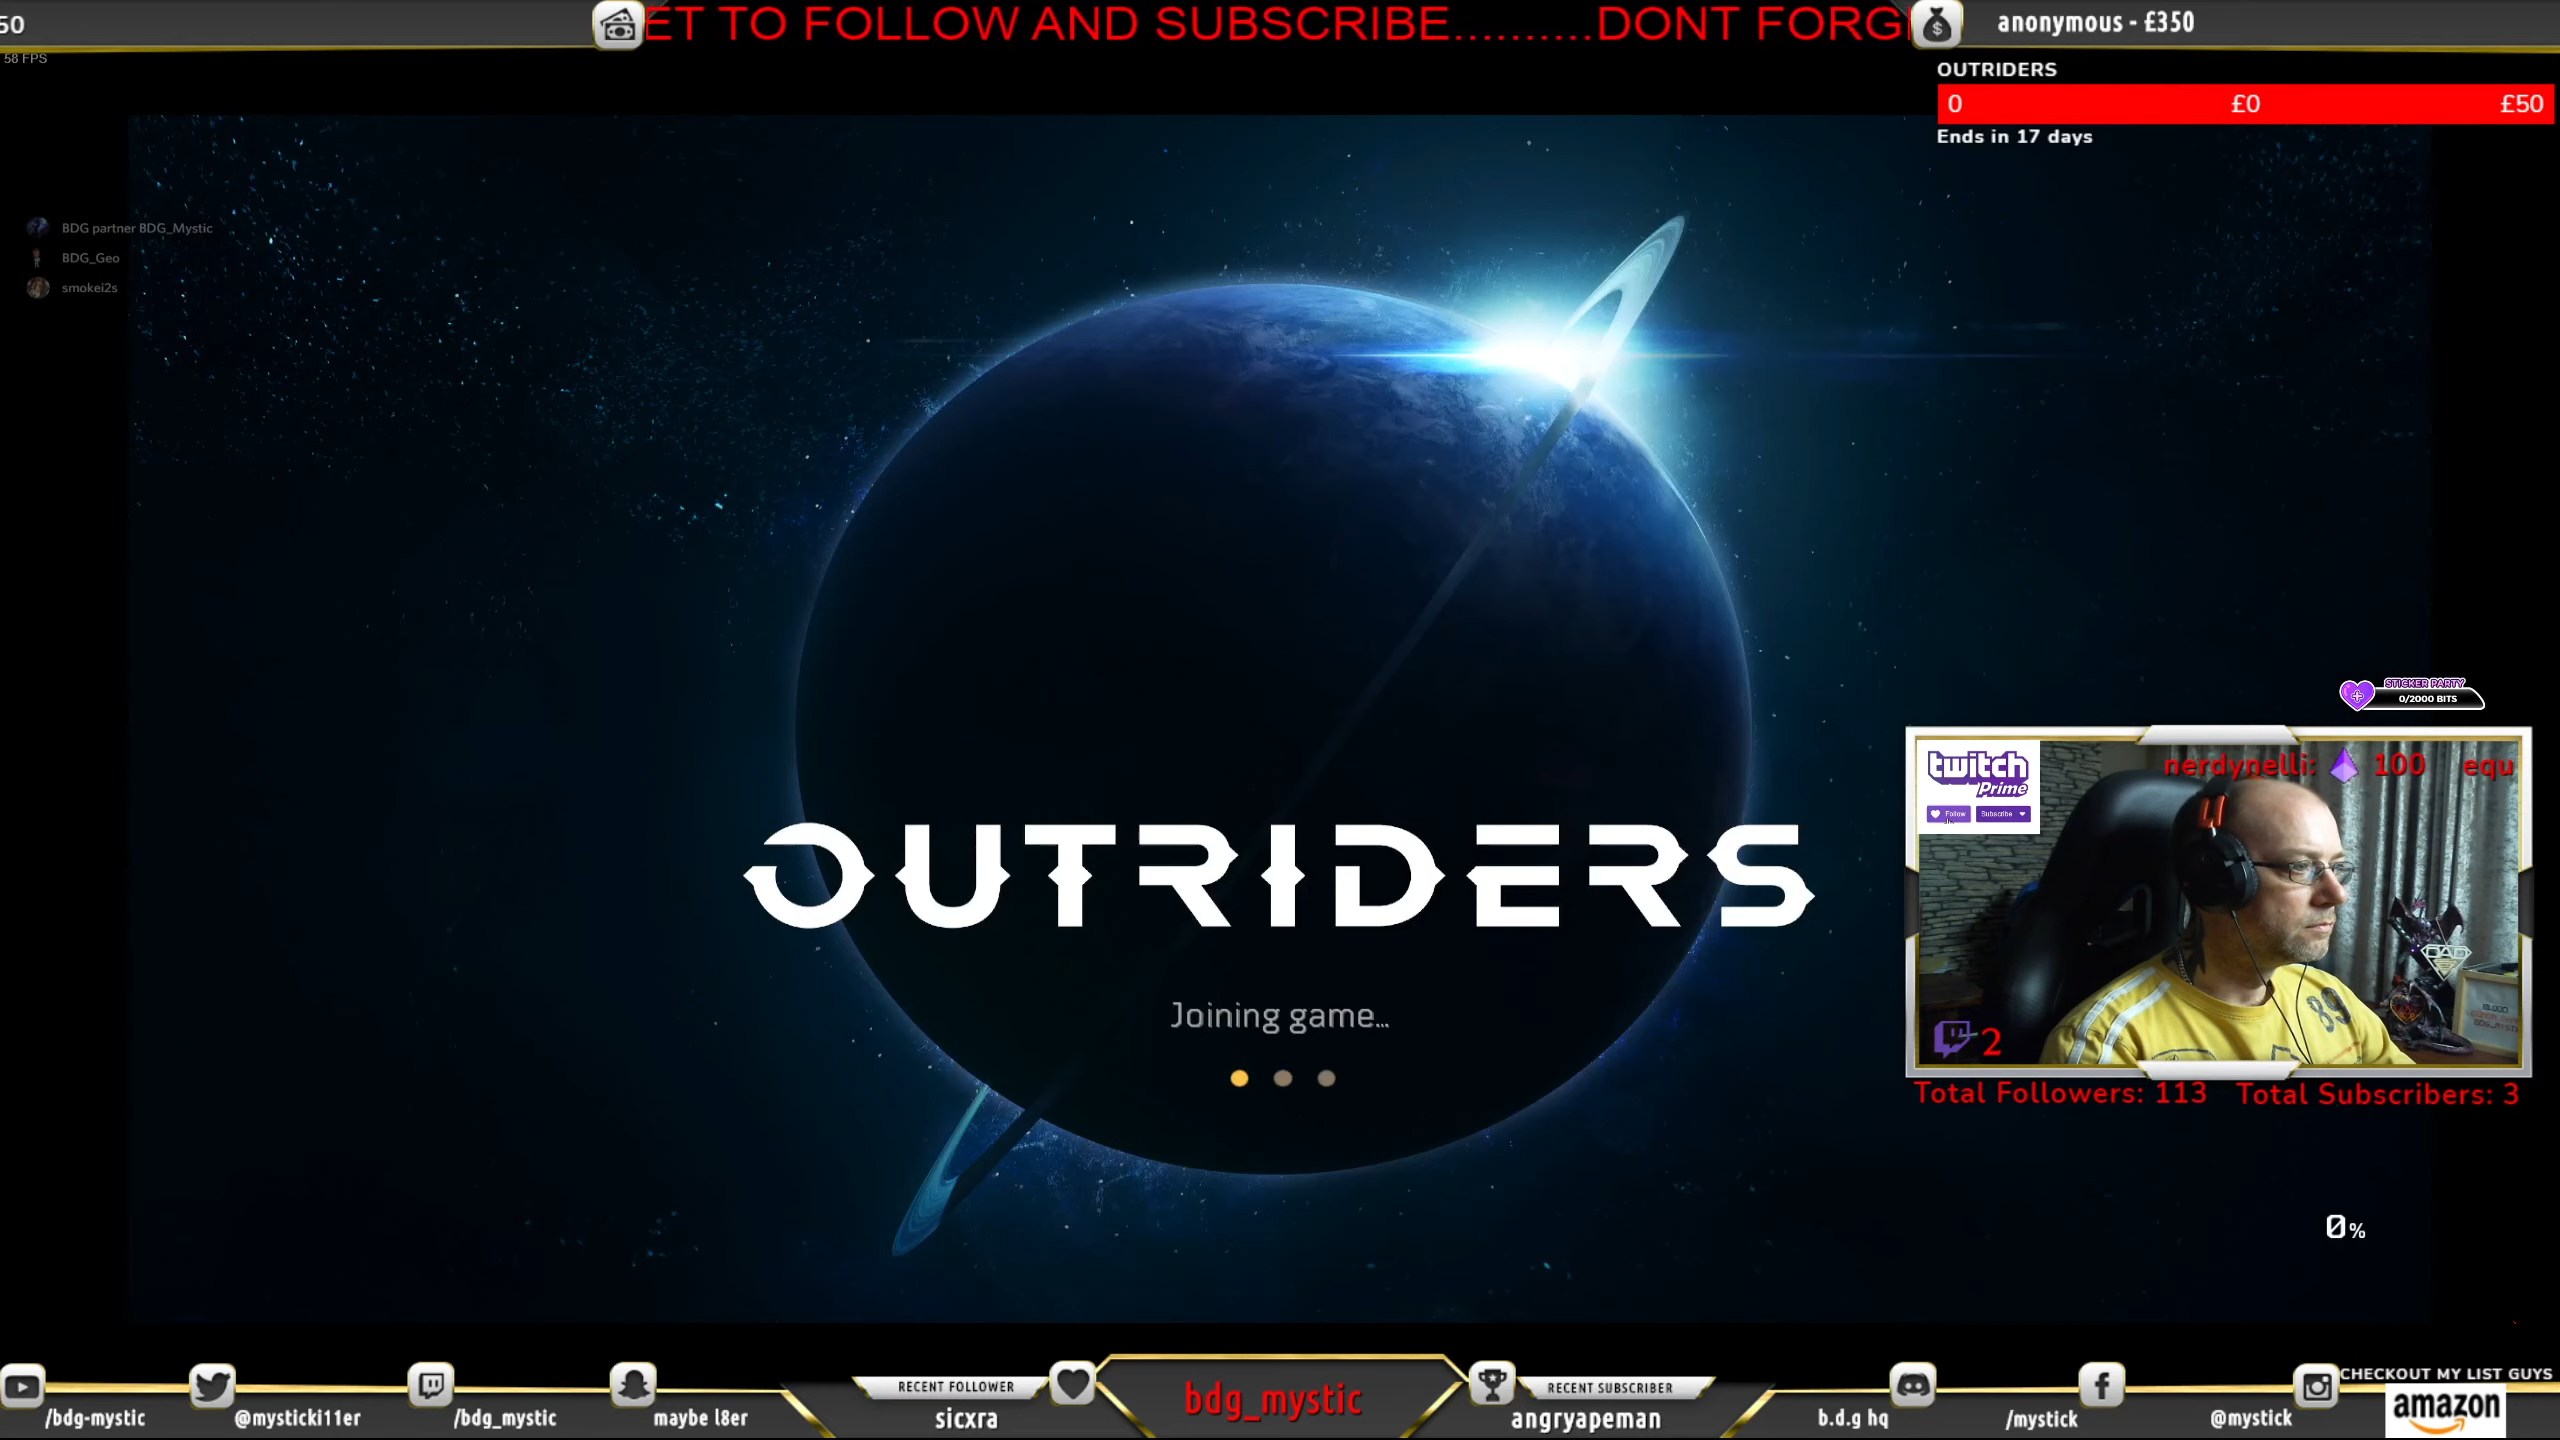 50
ET TO FOLLOW AND SUBSCRIBE..........DONT FORG
anonymous - £350
58 FPS
OUTRIDERS
0 £0 £50
Ends in 17 days
BDG partner BDG_Mystic
BDG_Geo
smokei2s
STICKER PARTY
0/2000 BITS
twitch
Prime
Follow Subscribe
nerdynelli: 100 equ
89
DAD
2
OUTRIDERS
Joining game...
Total Followers: 113 Total Subscribers: 3
0%
CHECKOUT MY LIST GUYS
amazon
/bdg-mystic
@mysticki11er
/bdg_mystic
maybe l8er
RECENT FOLLOWER
sicxra
bdg_mystic
RECENT SUBSCRIBER
angryapeman
b.d.g hq
/mystick
@mystick